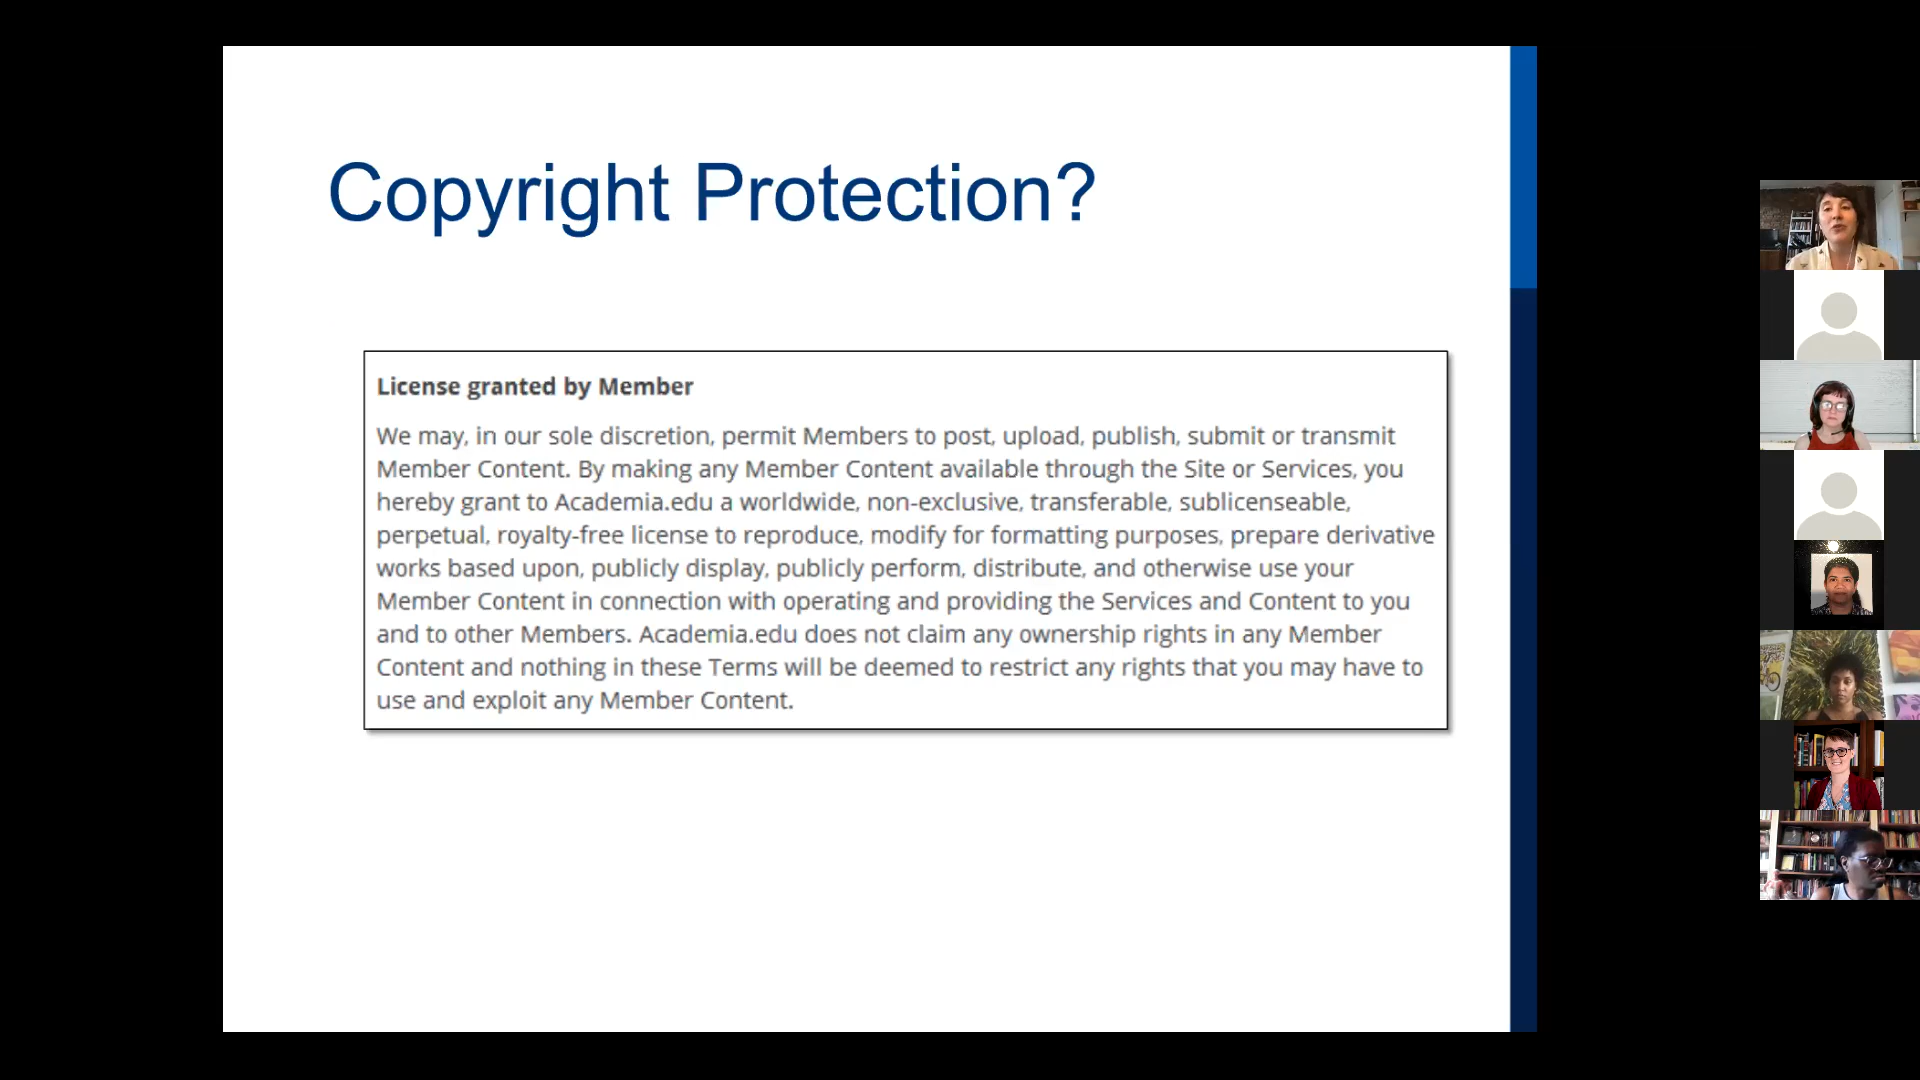 Copyright Protection?
License granted by Member
We may, in our sole discretion, permit Members to post, upload, publish, submit or transmit
Member Content. By making any Member Content available through the Site or Services, you
hereby grant to Academia.edu a worldwide, non-exclusive, transferable, sublicenseable,
perpetual, royalty-free license to reproduce, modify for formatting purposes, prepare derivative
works based upon, publicly display, publicly perform, distribute, and otherwise use your
Member Content in connection with operating and providing the Services and Content to you
and to other Members. Academia.edu does not claim any ownership rights in any Member
Content and nothing in these Terms will be deemed to restrict any rights that you may have to
use and exploit any Member Content.